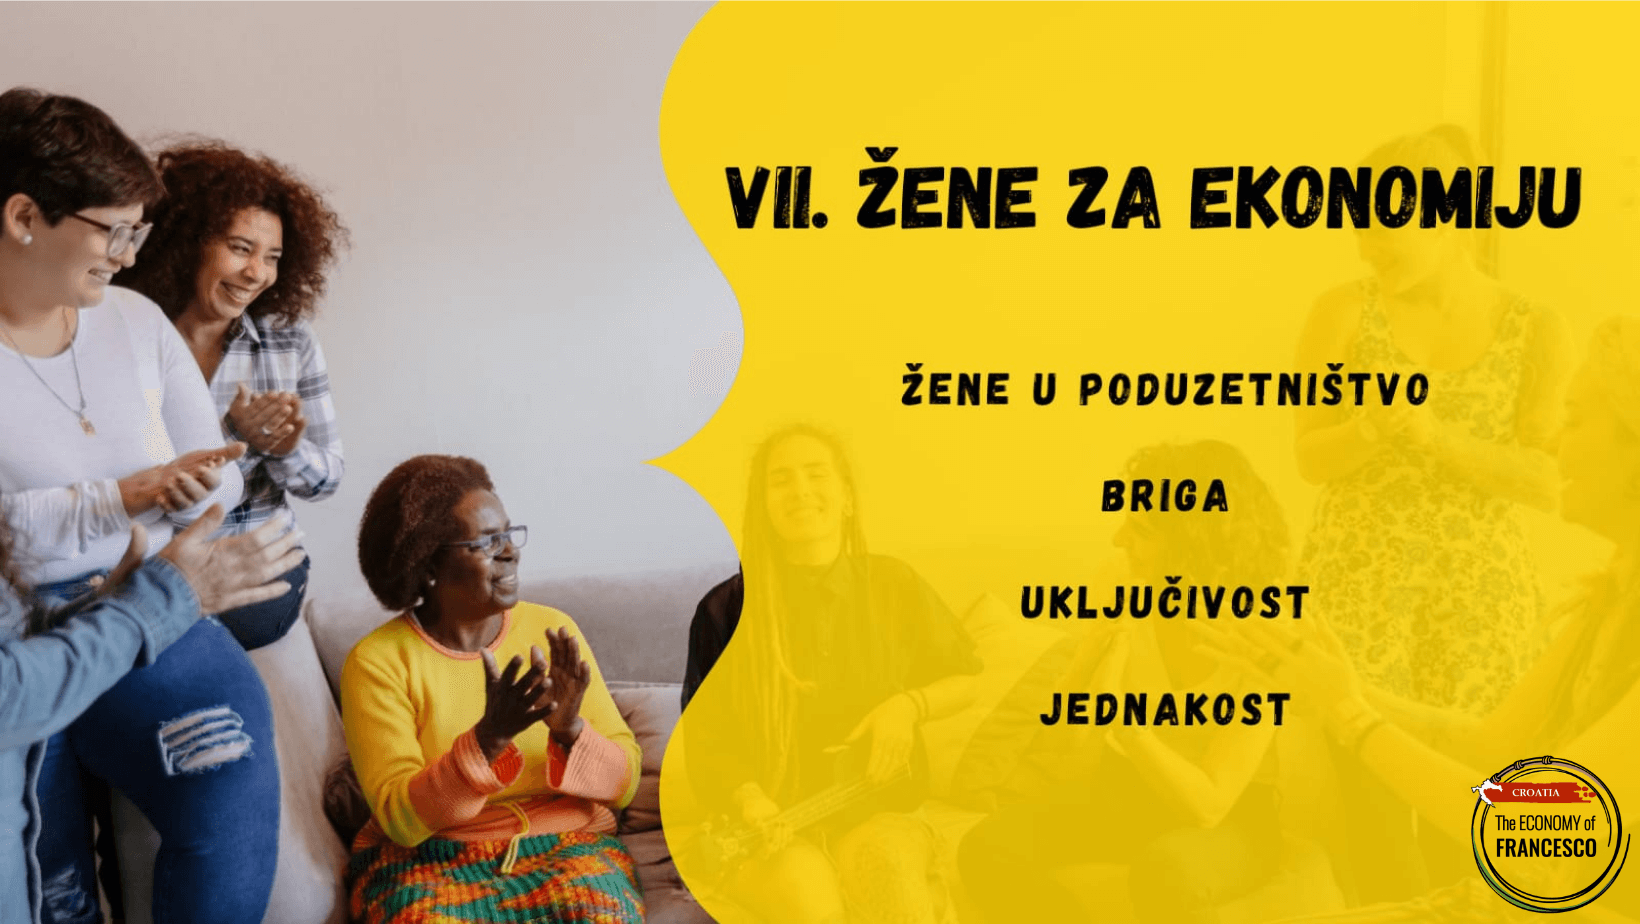 VII. ŽENE ZA EKONOMIJU
ŽENE U PODUZETNIŠTVO
BRIGA
UKLJUČIVOST
JEDNAKOST
CROATIA
The ECONOMY of
FRANCESCO